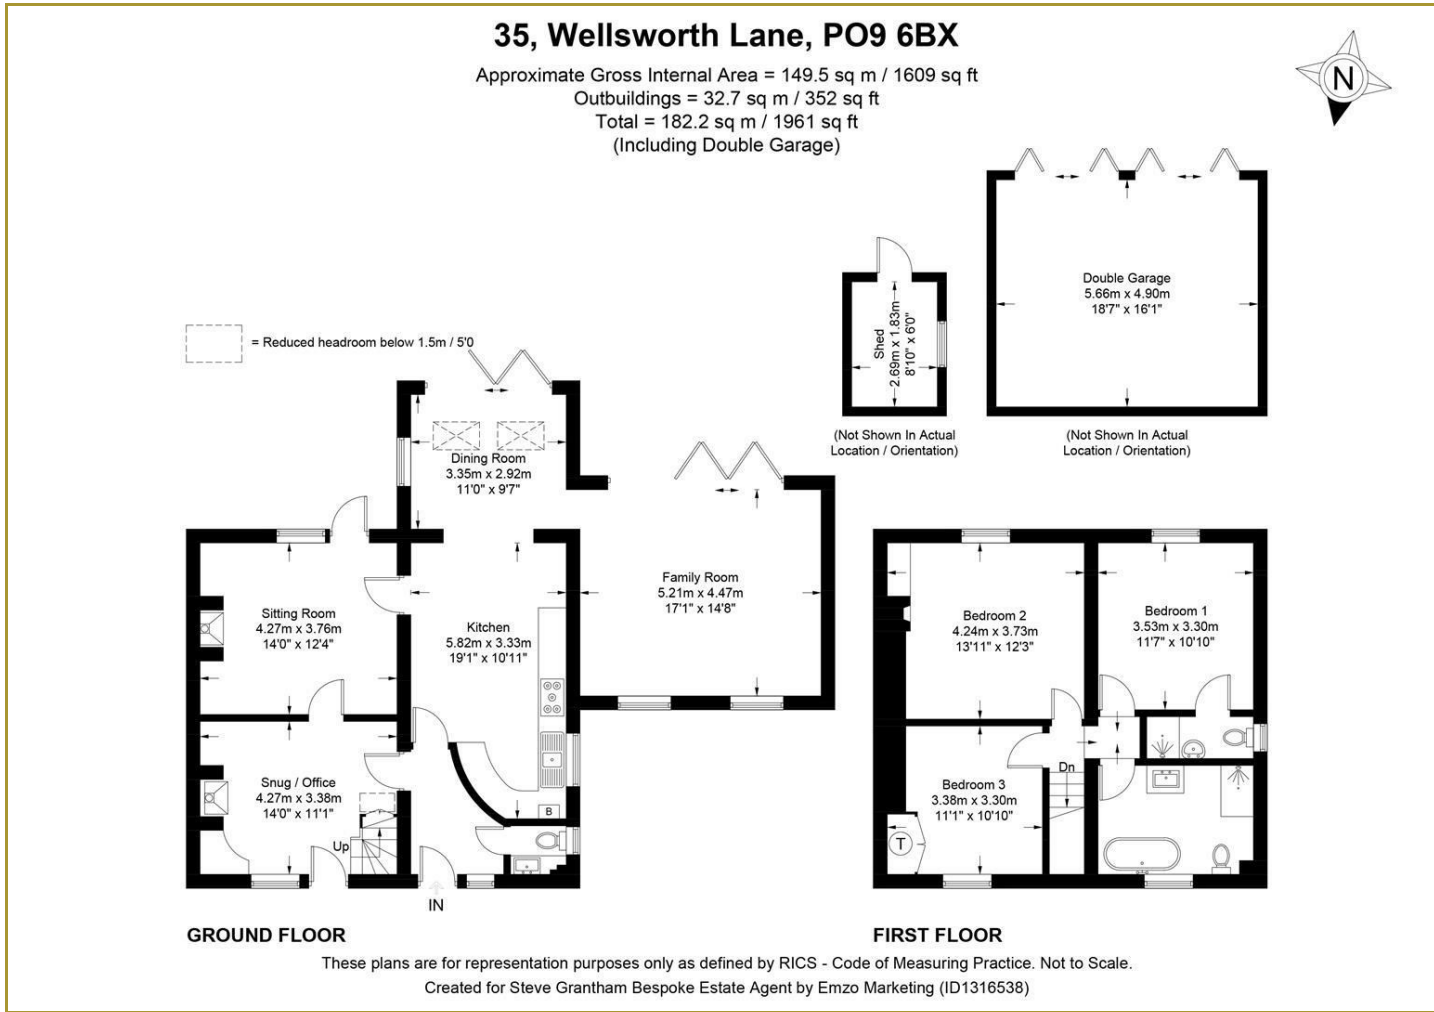 35, Wellsworth Lane, PO9 6BX
Approximate Gross Internal Area = 149.5 sq m / 1609 sq ft
Outbuildings = 32.7 sq m / 352 sq ft
Total = 182.2 sq m / 1961 sq ft
(Including Double Garage)
N
= Reduced headroom below 1.5m / 5'0
Double Garage
5.66m x 4.90m
18'7" x 16'1"
Shed
2.69m x 1.83m
8'10" x 6'0"
(Not Shown In Actual
Location / Orientation)
(Not Shown In Actual
Location / Orientation)
Dining Room
3.35m x 2.92m
11'0" x 9'7"
Family Room
5.21m x 4.47m
17'1" x 14'8"
Sitting Room
4.27m x 3.76m
14'0" x 12'4"
Kitchen
5.82m x 3.33m
19'1" x 10'11"
Snug / Office
4.27m x 3.38m
14'0" x 11'1"
Up
B
IN
Bedroom 2
4.24m x 3.73m
13'11" x 12'3"
Bedroom 1
3.53m x 3.30m
11'7" x 10'10"
Dn
Bedroom 3
3.38m x 3.30m
11'1" x 10'10"
T
GROUND FLOOR
FIRST FLOOR
These plans are for representation purposes only as defined by RICS - Code of Measuring Practice. Not to Scale.
Created for Steve Grantham Bespoke Estate Agent by Emzo Marketing (ID1316538)